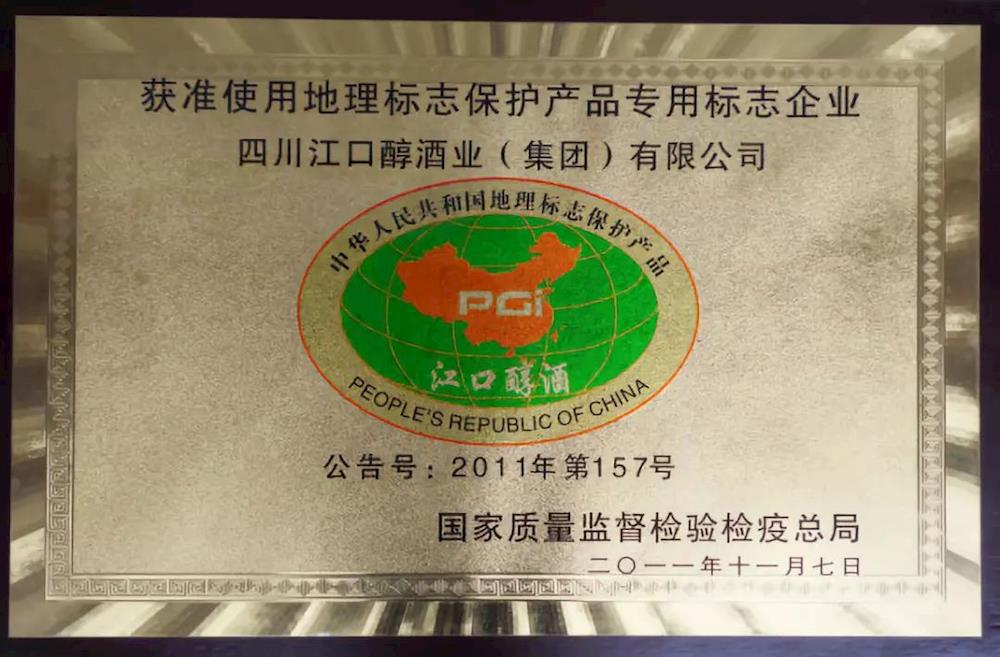 获准使用地理标志保护产品专用标志企业
四川江口醇酒业（集团）有限公司
中华人民共和国地理标志保护产品
PGi
江口醇酒
PEOPLE'S REPUBLIC OF CHINA
公告号：2011年第157号
国家质量监督检验检疫总局
二〇一一年十一月七日